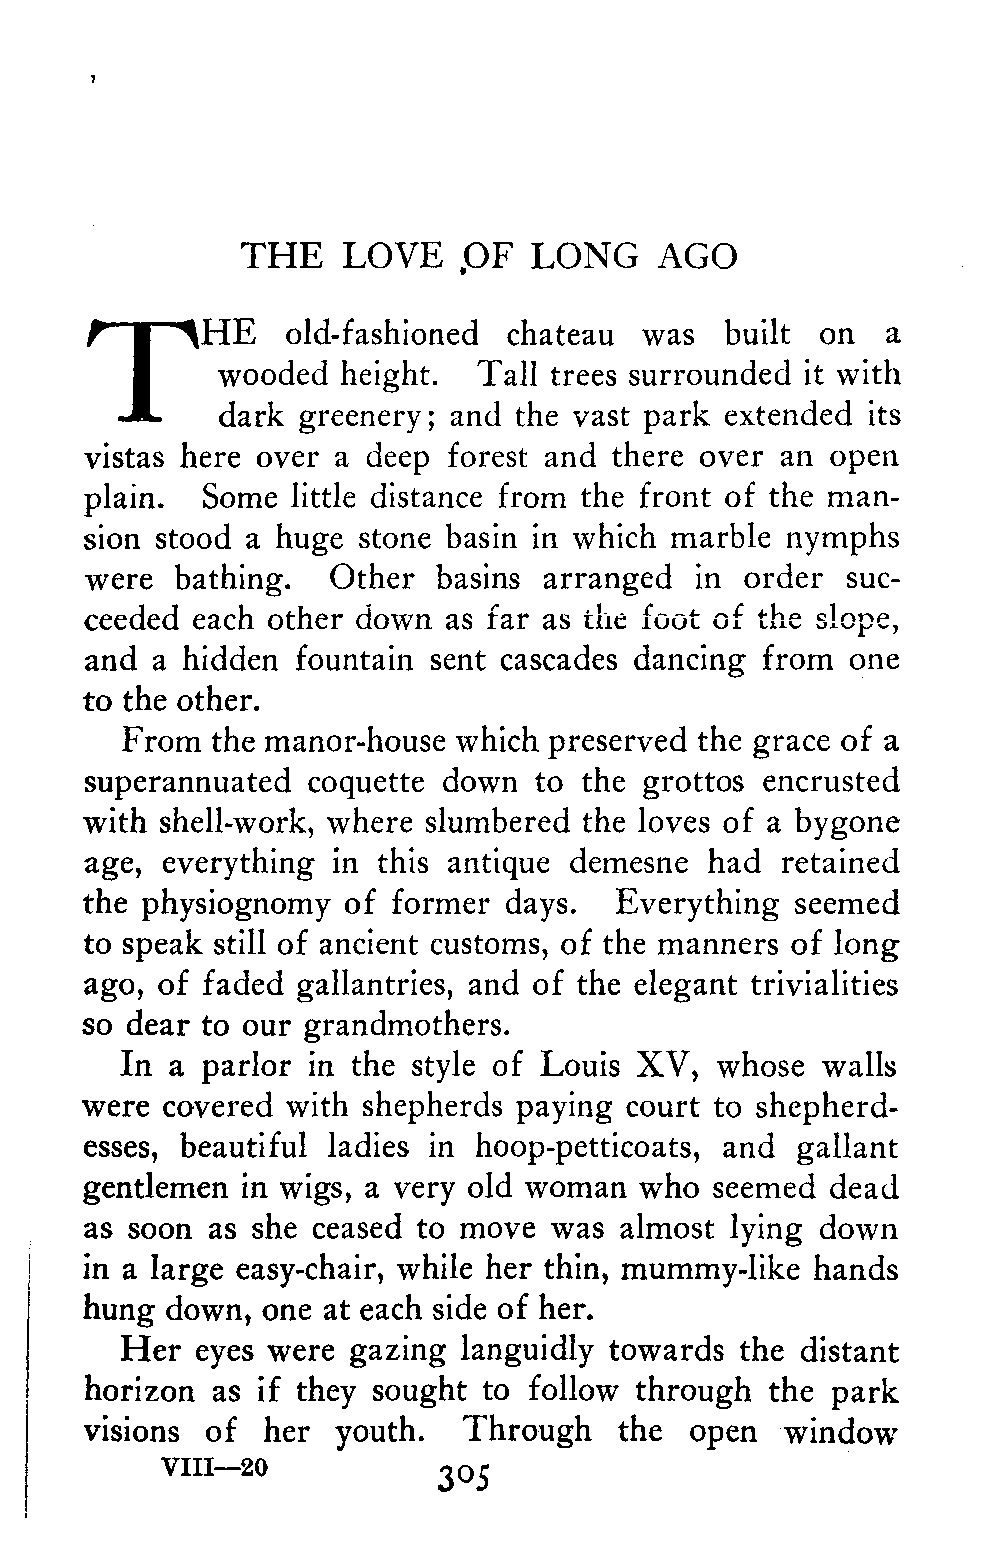 THE LOVE OF LONG AGO
THE old-fashioned chateau was built on a
wooded height. Tall trees surrounded it with
dark greenery; and the vast park extended its
vistas here over a deep forest and there over an open
plain. Some little distance from the front of the man-
sion stood a huge stone basin in which marble nymphs
were bathing. Other basins arranged in order suc-
ceeded each other down as far as the foot of the slope,
and a hidden fountain sent cascades dancing from one
to the other.
From the manor-house which preserved the grace of a
superannuated coquette down to the grottos encrusted
with shell-work, where slumbered the loves of a bygone
age, everything in this antique demesne had retained
the physiognomy of former days. Everything seemed
to speak still of ancient customs, of the manners of long
ago, of faded gallantries, and of the elegant trivialities
so dear to our grandmothers.
In a parlor in the style of Louis XV, whose walls
were covered with shepherds paying court to shepherd-
esses, beautiful ladies in hoop-petticoats, and gallant
gentlemen in wigs, a very old woman who seemed dead
as soon as she ceased to move was almost lying down
in a large easy-chair, while her thin, mummy-like hands
hung down, one at each side of her.
Her eyes were gazing languidly towards the distant
horizon as if they sought to follow through the park
visions of her youth. Through the open window
VIII—20 305